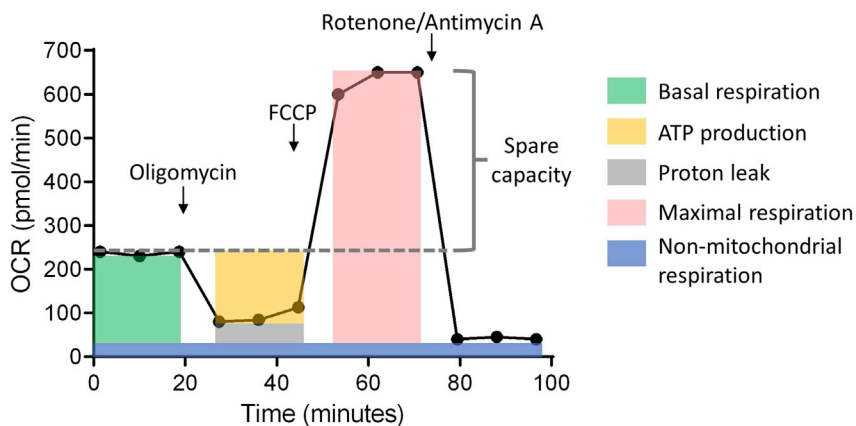 Rotenone/Antimycin A
700
600
FCCP
Basal respiration
500
ATP production
400
Oligomycin
Spare
capacity
Proton leak
300
Maximal respiration
200
Non-mitochondrial
respiration
100
0
OCR (pmol/min)
0 20 40 60 80 100
Time (minutes)